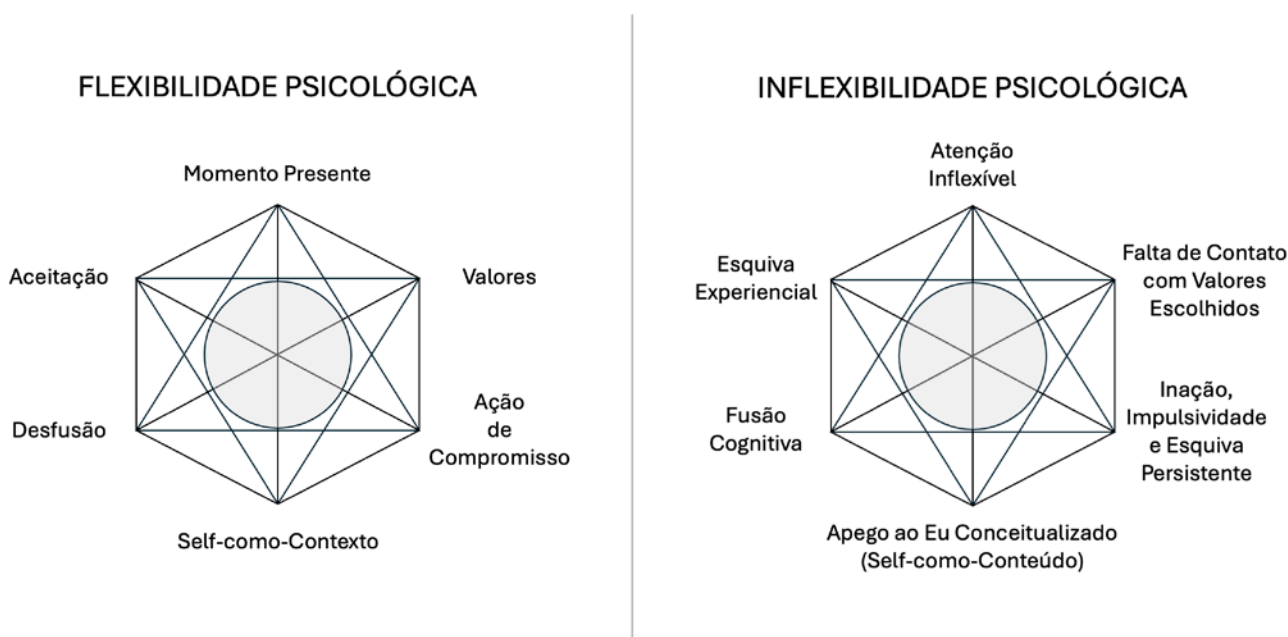 FLEXIBILIDADE PSICOLÓGICA
Momento Presente
Aceitação
Valores
Desfusão
Ação
de
Compromisso
Self-como-Contexto
INFLEXIBILIDADE PSICOLÓGICA
Atenção
Inflexível
Esquiva
Experiencial
Falta de Contato
com Valores
Escolhidos
Fusão
Cognitiva
Inação,
Impulsividade
e Esquiva
Persistente
Apego ao Eu Conceitualizado
(Self-como-Conteúdo)